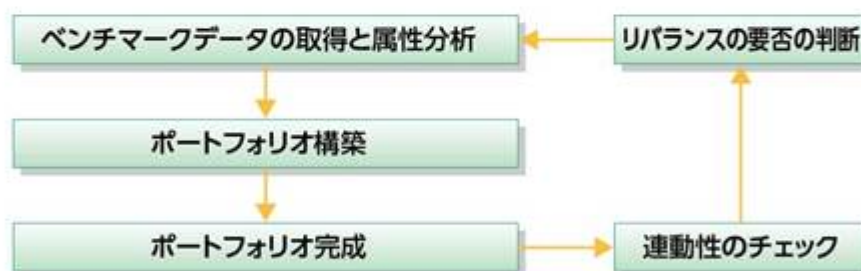 ベンチマークデータの取得と属性分析
リバランスの要否の判断
ポートフォリオ構築
ポートフォリオ完成
連動性のチェック